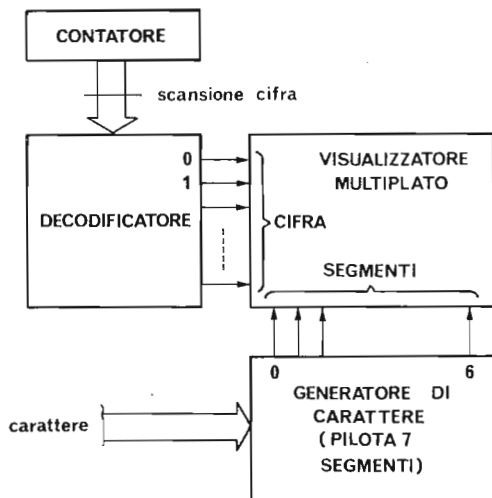 CONTATORE
scansione cifra
0
1
DECODIFICATORE
VISUALIZZATORE
MULTIPLATO
CIFRA
SEGMENTI
0 6
GENERATORE DI
CARATTERE
( PILOTA 7
SEGMENTI)
carattere